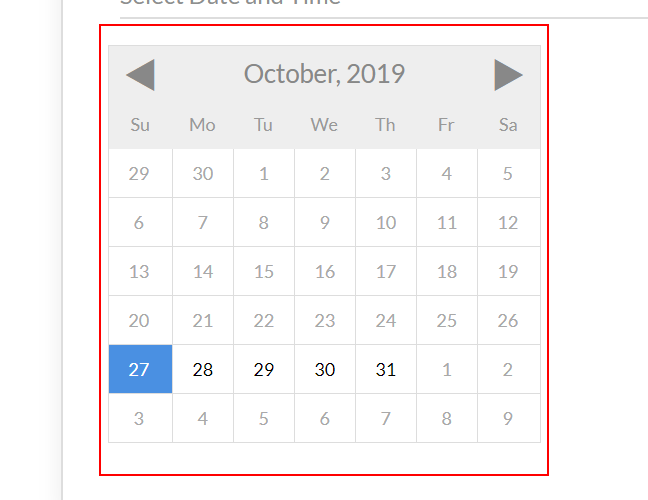 Select Date and Time
October, 2019
Su Mo Tu We Th Fr Sa
29 30 1 2 3 4 5
6 7 8 9 10 11 12
13 14 15 16 17 18 19
20 21 22 23 24 25 26
27 28 29 30 31 1 2
3 4 5 6 7 8 9